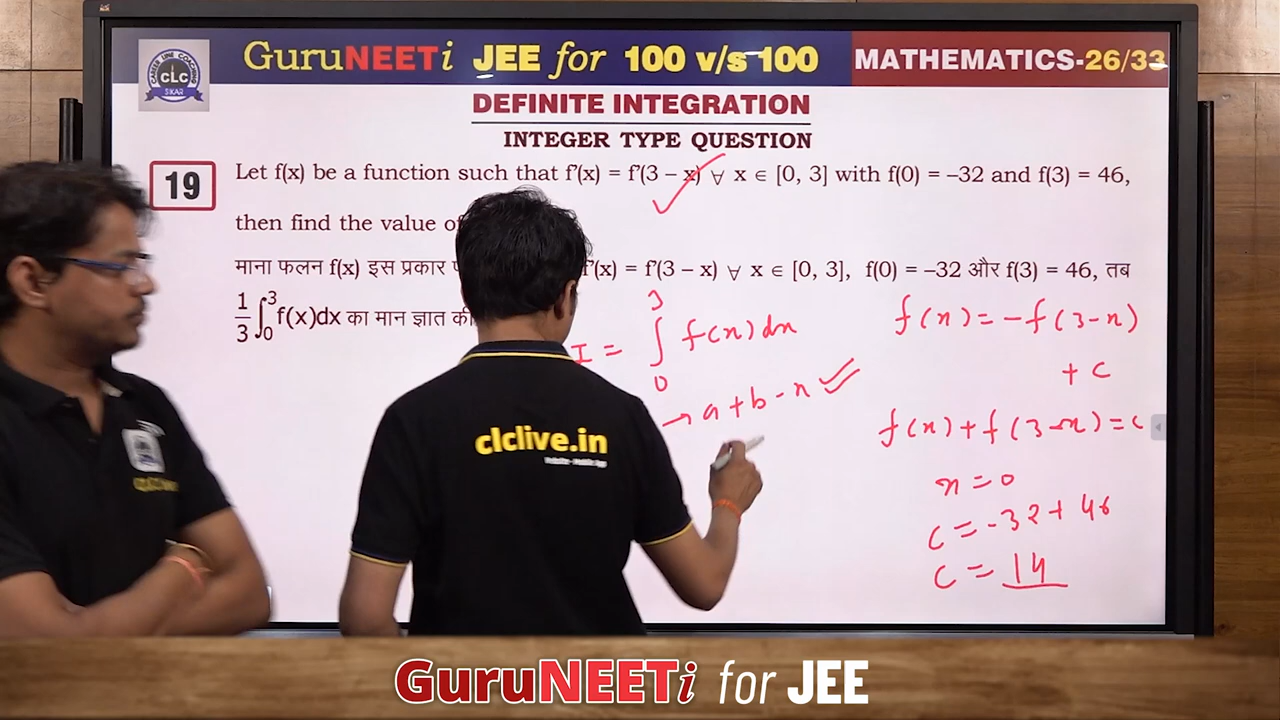 GuruNEETi JEE for 100 v/s 100
MATHEMATICS-26/33
CLC
SIKAR
DEFINITE INTEGRATION
INTEGER TYPE QUESTION
19
Let f(x) be a function such that f'(x) = f'(3 – x) ∀ x ∈ [0, 3] with f(0) = –32 and f(3) = 46,
then find the value of
माना फलन f(x) इस प्रकार f'(x) = f'(3 – x) ∀ x ∈ [0, 3], f(0) = –32 और f(3) = 46, तब
1/3 ∫₀³ f(x)dx का मान ज्ञात
I = ∫₀³ f(x)dx
→ a+b-x
f(x) = -f(3-x)
+ c
f(x)+f(3-x)=c
x=0
c = -32+46
c = 14
clclive.in
GuruNEETi for JEE